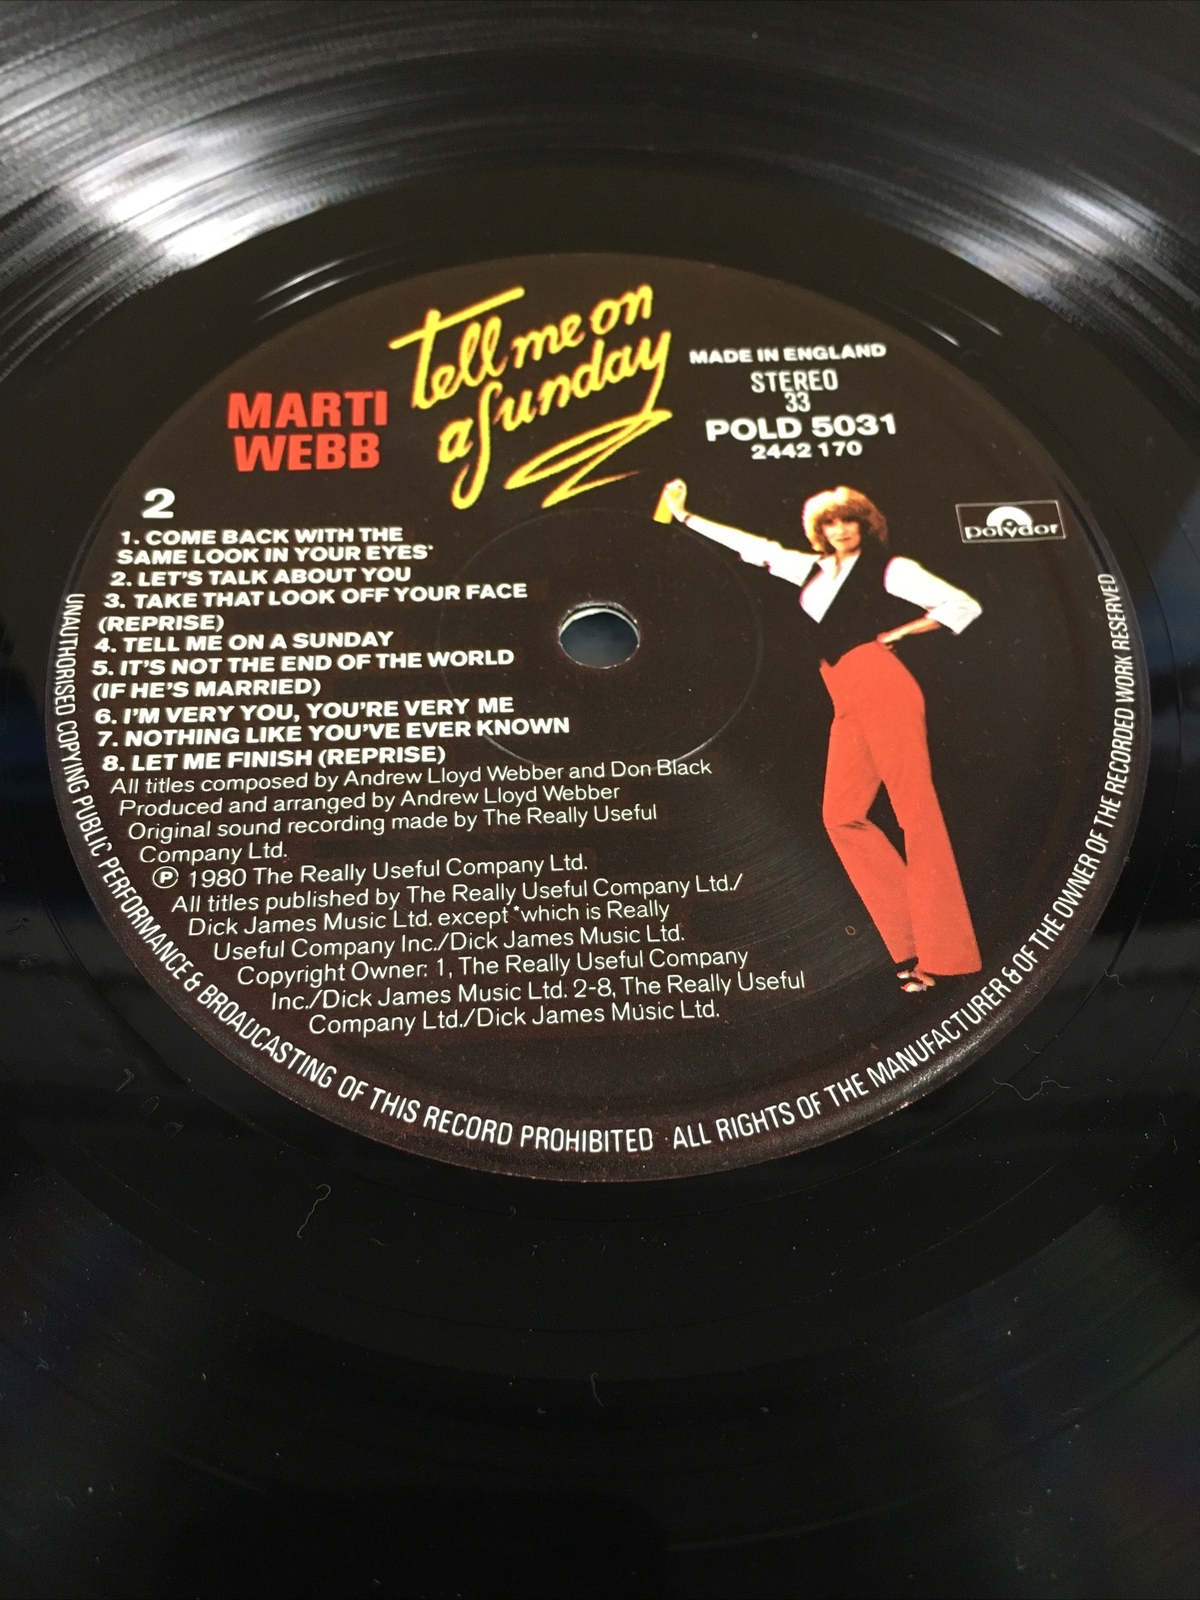 tell me on
a Sunday
MARTI
WEBB
MADE IN ENGLAND
STEREO
33
POLD 5031
2442 170
polydor
2
1. COME BACK WITH THE
SAME LOOK IN YOUR EYES*
2. LET'S TALK ABOUT YOU
3. TAKE THAT LOOK OFF YOUR FACE
(REPRISE)
4. TELL ME ON A SUNDAY
5. IT'S NOT THE END OF THE WORLD
(IF HE'S MARRIED)
6. I'M VERY YOU, YOU'RE VERY ME
7. NOTHING LIKE YOU'VE EVER KNOWN
8. LET ME FINISH (REPRISE)
All titles composed by Andrew Lloyd Webber and Don Black
Produced and arranged by Andrew Lloyd Webber
Original sound recording made by The Really Useful
Company Ltd.
Ⓟ 1980 The Really Useful Company Ltd.
All titles published by The Really Useful Company Ltd./
Dick James Music Ltd. except *which is Really
Useful Company Inc./Dick James Music Ltd.
Copyright Owner: 1, The Really Useful Company
Inc./Dick James Music Ltd. 2-8, The Really Useful
Company Ltd./Dick James Music Ltd.
UNAUTHORISED COPYING PUBLIC PERFORMANCE & BROADCASTING OF THIS RECORD PROHIBITED · ALL RIGHTS OF THE MANUFACTURER & OF THE OWNER OF THE RECORDED WORK RESERVED